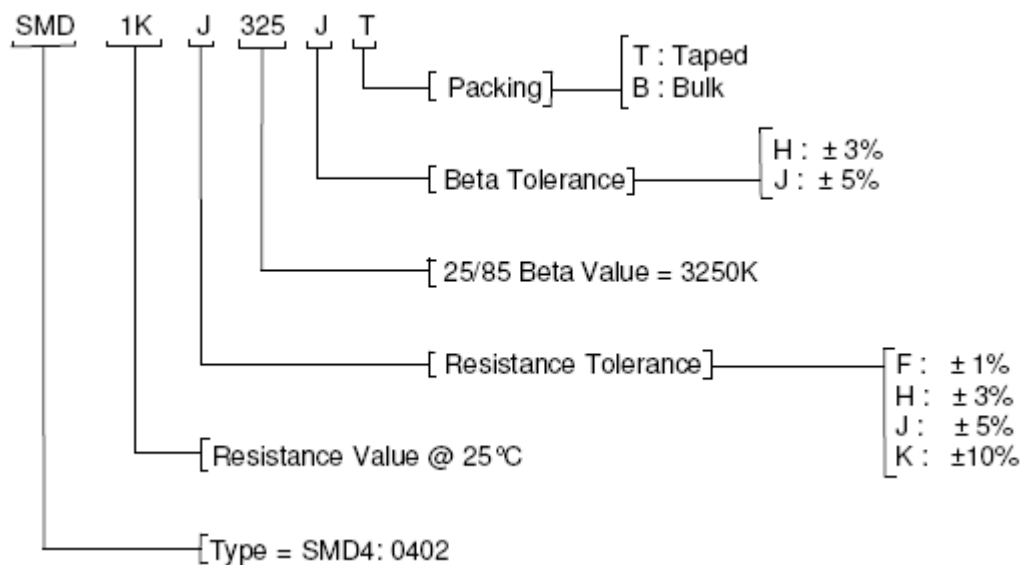 SMD 1K J 325 J T
[ Packing]
T : Taped
B : Bulk
[ Beta Tolerance]
H : ± 3%
J : ± 5%
[ 25/85 Beta Value = 3250K
[ Resistance Tolerance]
F : ± 1%
H : ± 3%
J : ± 5%
K : ±10%
[Resistance Value @ 25°C
[Type = SMD4: 0402